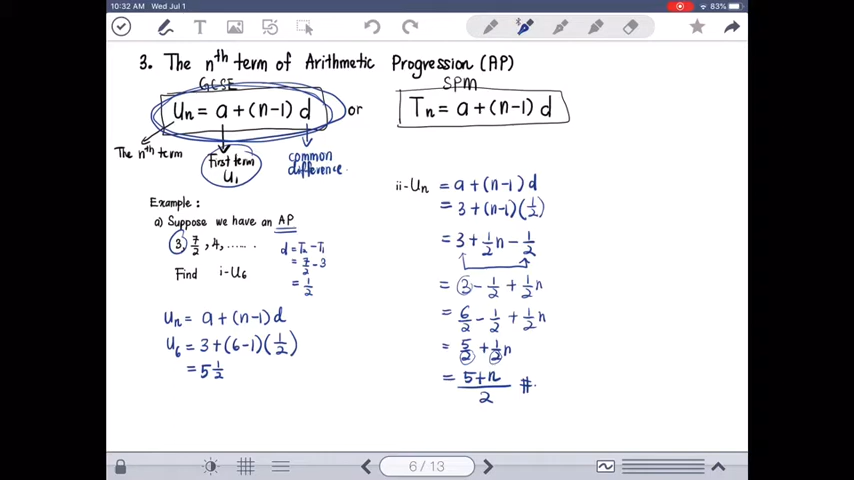 10:32 AM Wed Jul 1
83%
3. The nth term of Arithmetic Progression (AP)
GCSE
SPM
Un = a + (n-1) d or Tn = a + (n-1) d
The nth term
First term
U1
common
difference
Example :
a) Suppose we have an AP
3, 7/2, 4, ......
d = T2 - T1
= 7/2 - 3
= 1/2
Find i - U6
Un = a + (n-1) d
U6 = 3 + (6-1) (1/2)
= 5 1/2
ii - Un = a + (n-1) d
= 3 + (n-1) (1/2)
= 3 + 1/2 n - 1/2
= 3 - 1/2 + 1/2 n
= 6/2 - 1/2 + 1/2 n
= 5/2 + 1/2 n
= 5+n/2 #
6 / 13